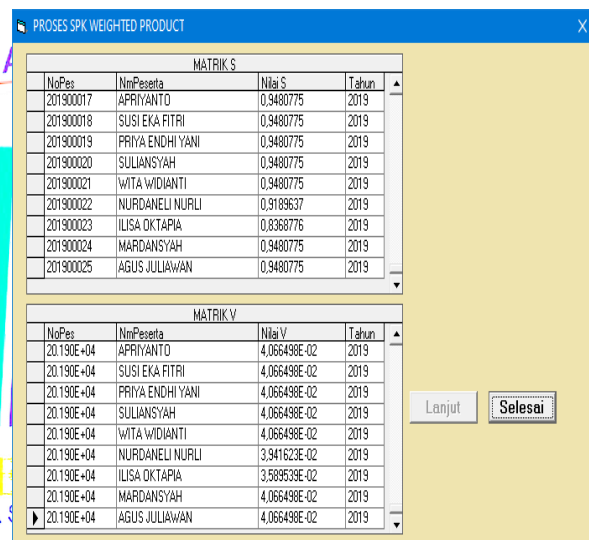 PROSES SPK WEIGHTED PRODUCT
MATRIK S
NoPes NmPeserta Nilai S Tahun
201900017 APRIYANTO 0,9480775 2019
201900018 SUSI EKA FITRI 0,9480775 2019
201900019 PRIYA ENDHI YANI 0,9480775 2019
201900020 SULIANSYAH 0,9480775 2019
201900021 WITA WIDIANTI 0,9480775 2019
201900022 NURDANELI NURLI 0,9189637 2019
201900023 ILISA OKTAPIA 0,8368776 2019
201900024 MARDANSYAH 0,9480775 2019
201900025 AGUS JULIAWAN 0,9480775 2019
MATRIK V
NoPes NmPeserta Nilai V Tahun
20.190E+04 APRIYANTO 4,066498E-02 2019
20.190E+04 SUSI EKA FITRI 4,066498E-02 2019
20.190E+04 PRIYA ENDHI YANI 4,066498E-02 2019
20.190E+04 SULIANSYAH 4,066498E-02 2019
20.190E+04 WITA WIDIANTI 4,066498E-02 2019
20.190E+04 NURDANELI NURLI 3,941623E-02 2019
20.190E+04 ILISA OKTAPIA 3,589539E-02 2019
20.190E+04 MARDANSYAH 4,066498E-02 2019
20.190E+04 AGUS JULIAWAN 4,066498E-02 2019
Lanjut Selesai